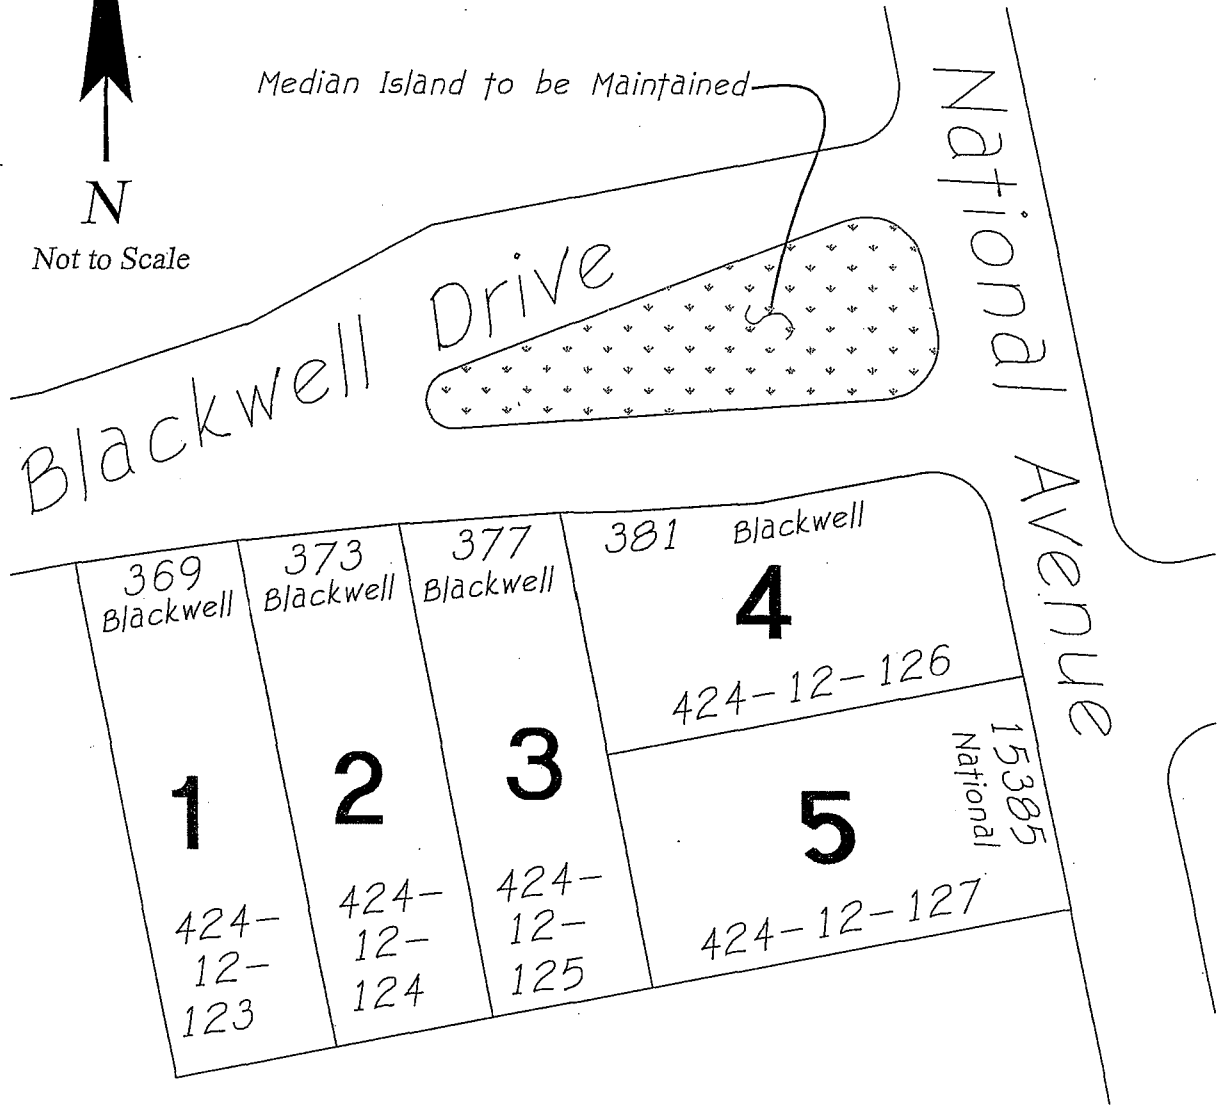 Median Island to be Maintained
N
Not to Scale
Blackwell Drive
National Avenue
369
Blackwell
373
Blackwell
377
Blackwell
381 Blackwell
4
424-12-126
1
424-
12-
123
2
424-
12-
124
3
424-
12-
125
15385
National
5
424-12-127